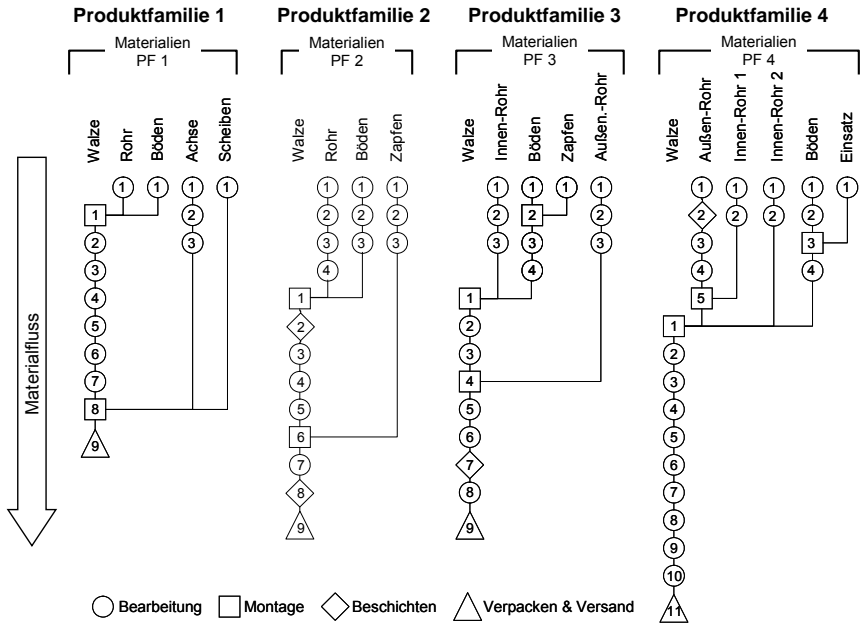 Produktfamilie 1 Produktfamilie 2 Produktfamilie 3 Produktfamilie 4
Materialien Materialien Materialien Materialien
PF 1 PF 2 PF 3 PF 4
Walze Rohr Böden Achse Scheiben Walze Rohr Böden Zapfen Walze Innen-Rohr Böden Zapfen Außen.-Rohr Walze Außen-Rohr Innen-Rohr 1 Innen-Rohr 2 Böden Einsatz
1 1 1 1 1 1 1 1 1 1 1 1 1 1 1
1 2 2 2 2 2 2 2 2 2 2 2
2 3 3 3 3 3 3 3 3 3
3 4 4 4 4
4 1 1 5
5 2 2 1
6 3 3 2
7 4 4 3
8 5 5 4
9 6 6 5
7 7 6
8 8 7
9 9 8
9
10
11
Materialfluss
Bearbeitung Montage Beschichten Verpacken & Versand